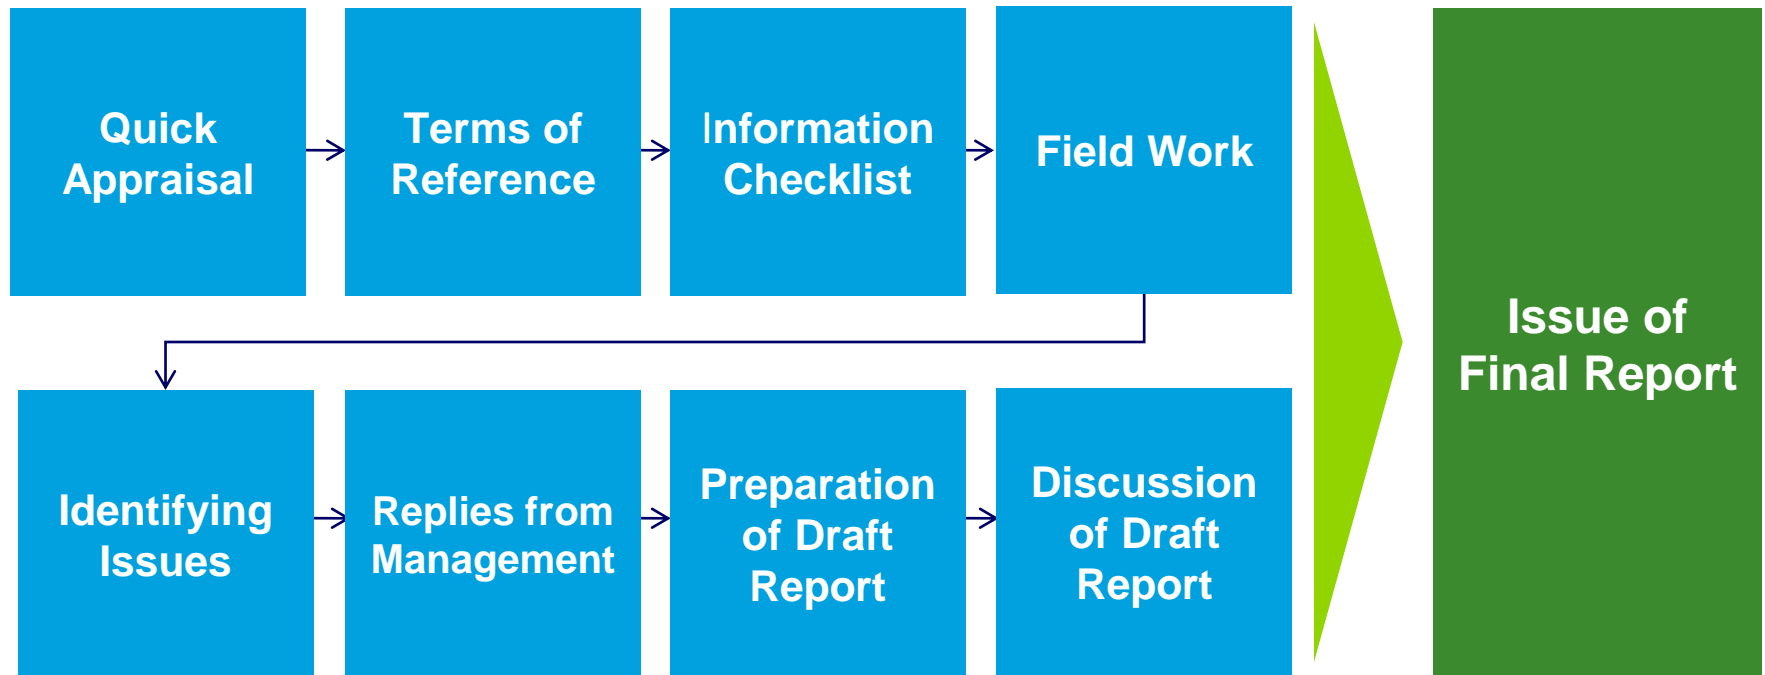 Quick
Appraisal
Terms of
Reference
Information
Checklist
Field Work
Identifying
Issues
Replies from
Management
Preparation
of Draft
Report
Discussion
of Draft
Report
Issue of
Final Report